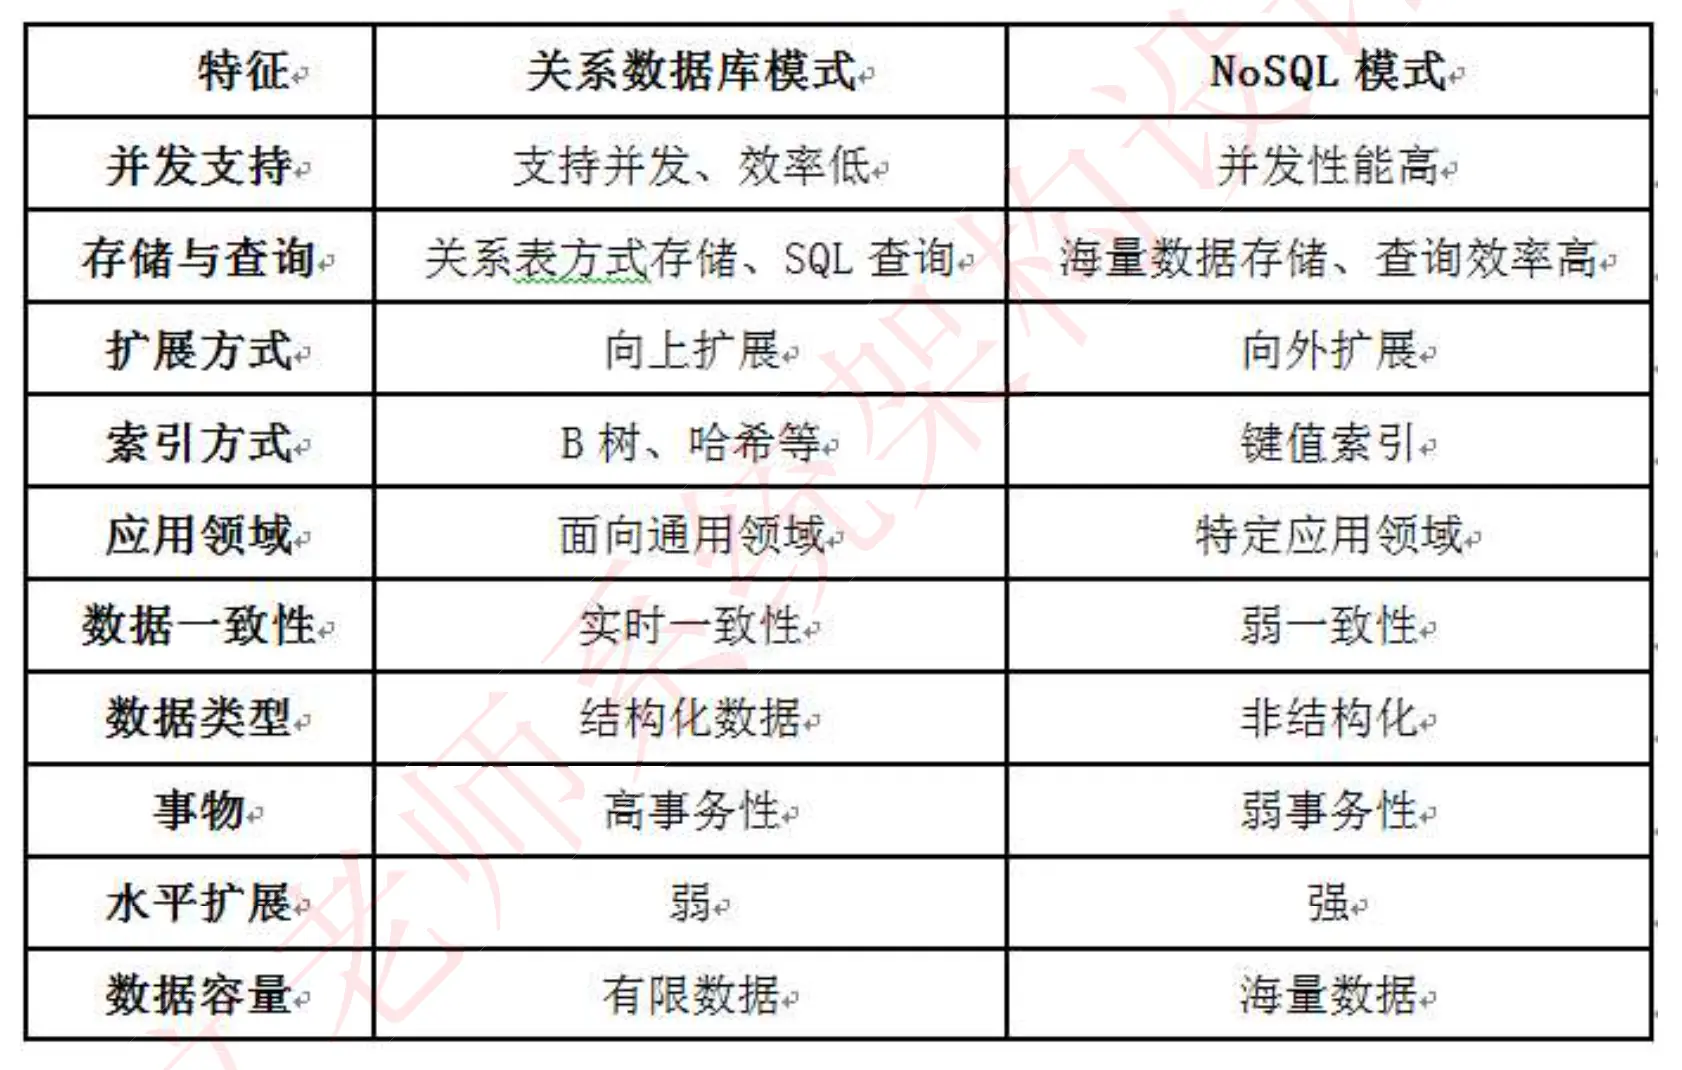 特征 关系数据库模式 NoSQL 模式
并发支持 支持并发、效率低 并发性能高
存储与查询 关系表方式存储、SQL 查询 海量数据存储、查询效率高
扩展方式 向上扩展 向外扩展
索引方式 B 树、哈希等 键值索引
应用领域 面向通用领域 特定应用领域
数据一致性 实时一致性 弱一致性
数据类型 结构化数据 非结构化
事物 高事务性 弱事务性
水平扩展 弱 强
数据容量 有限数据 海量数据
老师系统架构设